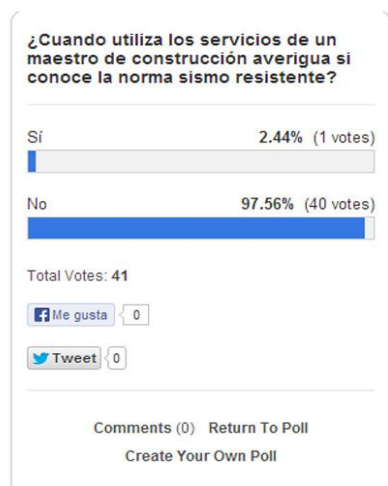 ¿Cuando utiliza los servicios de un
maestro de construcción averigua si
conoce la norma sismo resistente?
Sí 2.44% (1 votes)
No 97.56% (40 votes)
Total Votes: 41
Me gusta 0
Tweet 0
Comments (0) Return To Poll
Create Your Own Poll